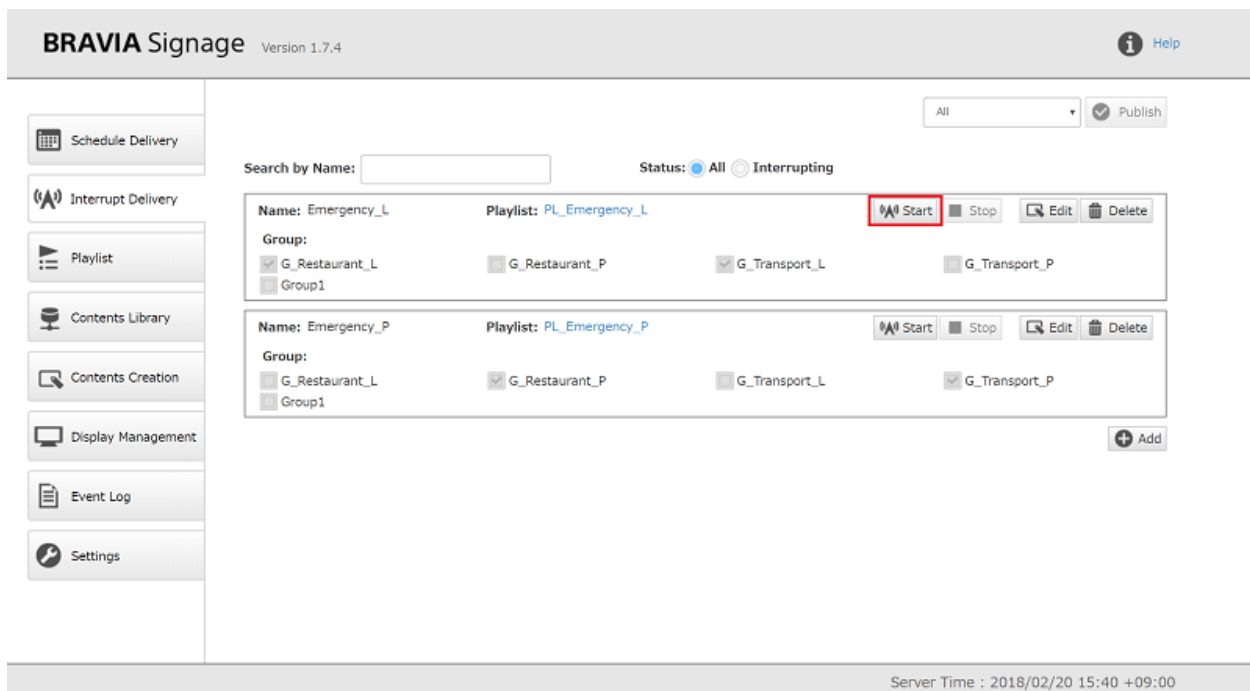 BRAVIA Signage Version 1.7.4
Help
All
Publish
Schedule Delivery
Interrupt Delivery
Playlist
Contents Library
Contents Creation
Display Management
Event Log
Settings
Search by Name:
Status: All Interrupting
Name: Emergency_L Playlist: PL_Emergency_L Start Stop Edit Delete
Group:
G_Restaurant_L G_Restaurant_P G_Transport_L G_Transport_P
Group1
Name: Emergency_P Playlist: PL_Emergency_P Start Stop Edit Delete
Group:
G_Restaurant_L G_Restaurant_P G_Transport_L G_Transport_P
Group1
Add
Server Time : 2018/02/20 15:40 +09:00